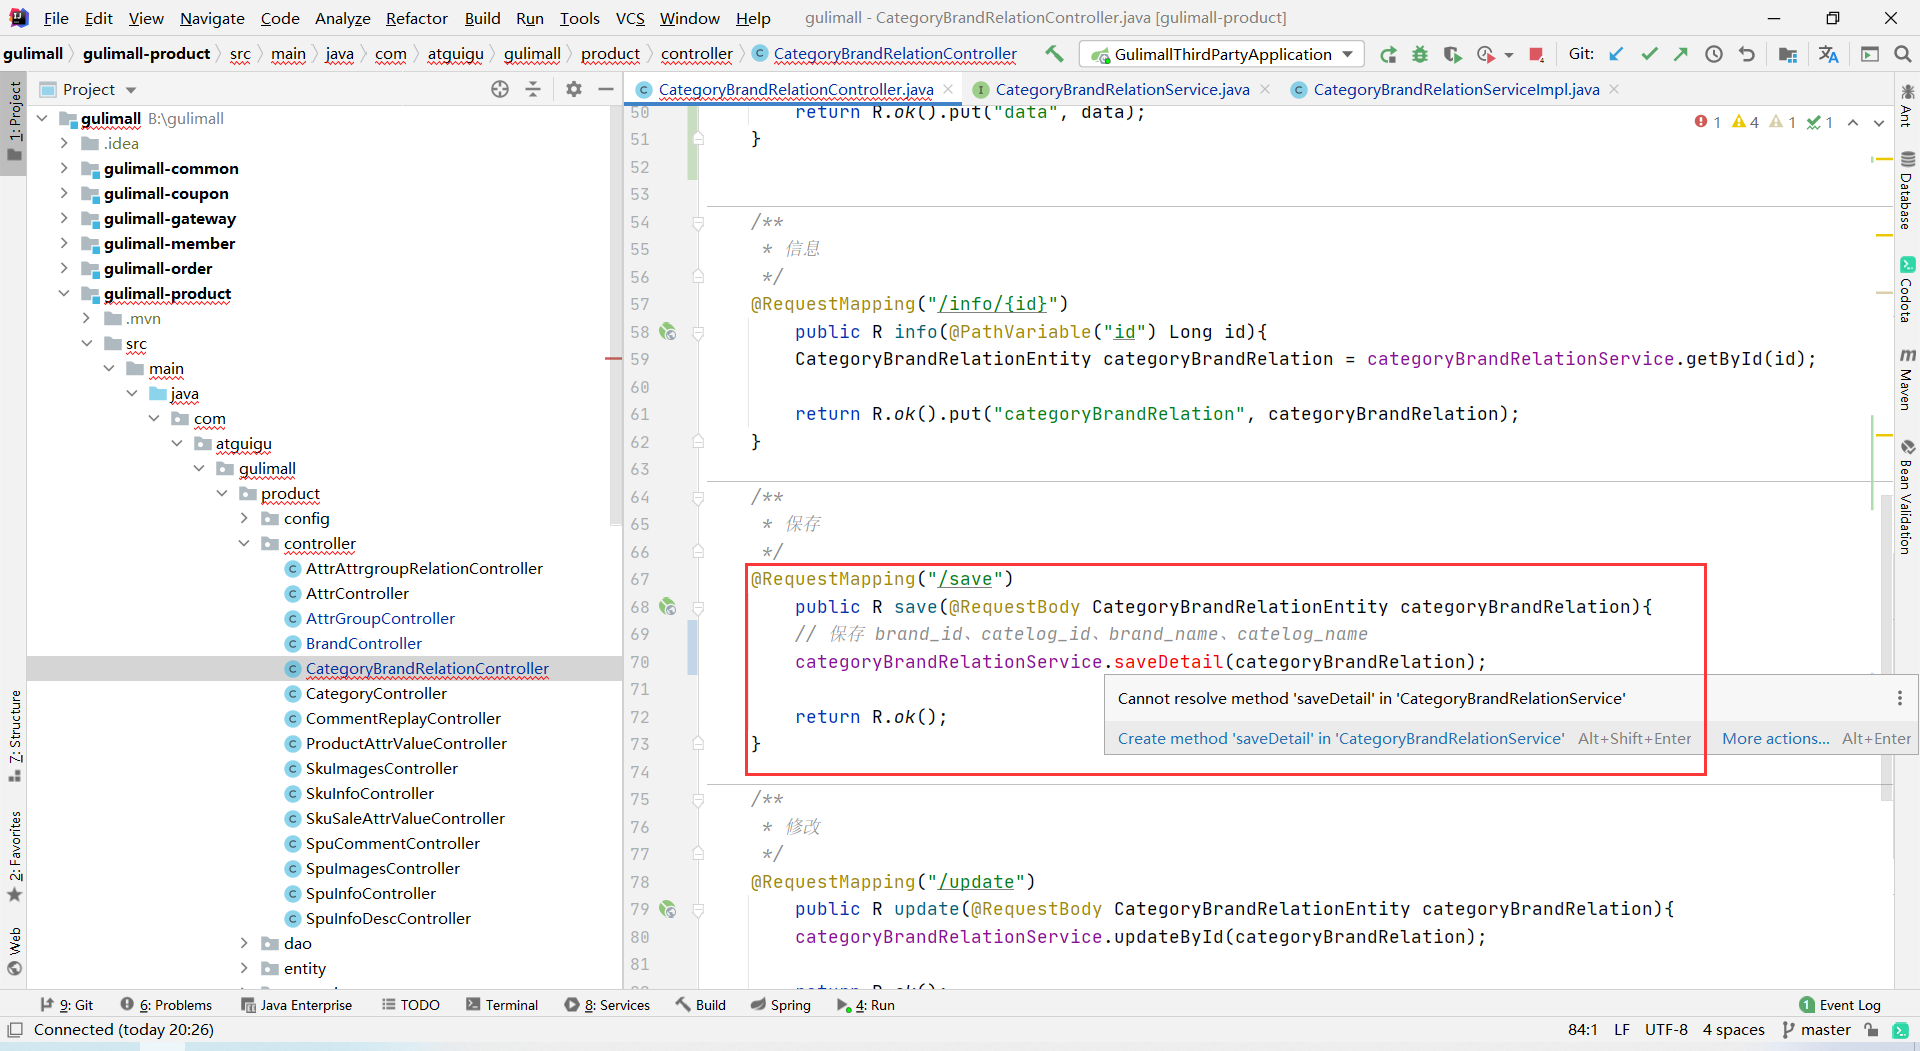 File Edit View Navigate Code Analyze Refactor Build Run Tools VCS Window Help gulimall - CategoryBrandRelationController.java [gulimall-product]
gulimall gulimall-product src main java com atguigu gulimall product controller CategoryBrandRelationController GulimallThirdPartyApplication Git:
Project
CategoryBrandRelationController.java CategoryBrandRelationService.java CategoryBrandRelationServiceImpl.java
1: Project
7: Structure
2: Favorites
Web
gulimall B:\gulimall
.idea
gulimall-common
gulimall-coupon
gulimall-gateway
gulimall-member
gulimall-order
gulimall-product
.mvn
src
main
java
com
atguigu
gulimall
product
config
controller
AttrAttrgroupRelationController
AttrController
AttrGroupController
BrandController
CategoryBrandRelationController
CategoryController
CommentReplayController
ProductAttrValueController
SkuImagesController
SkuInfoController
SkuSaleAttrValueController
SpuCommentController
SpuImagesController
SpuInfoController
SpuInfoDescController
dao
entity
1 4 1 1
50 return R.ok().put("data", data);
51 }
52
53
54 /**
55 * 信息
56 */
57 @RequestMapping("/info/{id}")
58 public R info(@PathVariable("id") Long id){
59 CategoryBrandRelationEntity categoryBrandRelation = categoryBrandRelationService.getById(id);
60
61 return R.ok().put("categoryBrandRelation", categoryBrandRelation);
62 }
63
64 /**
65 * 保存
66 */
67 @RequestMapping("/save")
68 public R save(@RequestBody CategoryBrandRelationEntity categoryBrandRelation){
69 // 保存 brand_id、catelog_id、brand_name、catelog_name
70 categoryBrandRelationService.saveDetail(categoryBrandRelation);
71
72 return R.ok();
73 }
74
75 /**
76 * 修改
77 */
78 @RequestMapping("/update")
79 public R update(@RequestBody CategoryBrandRelationEntity categoryBrandRelation){
80 categoryBrandRelationService.updateById(categoryBrandRelation);
81
return R.ok();
Cannot resolve method 'saveDetail' in 'CategoryBrandRelationService'
Create method 'saveDetail' in 'CategoryBrandRelationService' Alt+Shift+Enter More actions... Alt+Enter
Ant
Database
Codota
Maven
Bean Validation
9: Git 6: Problems Java Enterprise TODO Terminal 8: Services Build Spring 4: Run 1 Event Log
Connected (today 20:26) 84:1 LF UTF-8 4 spaces master